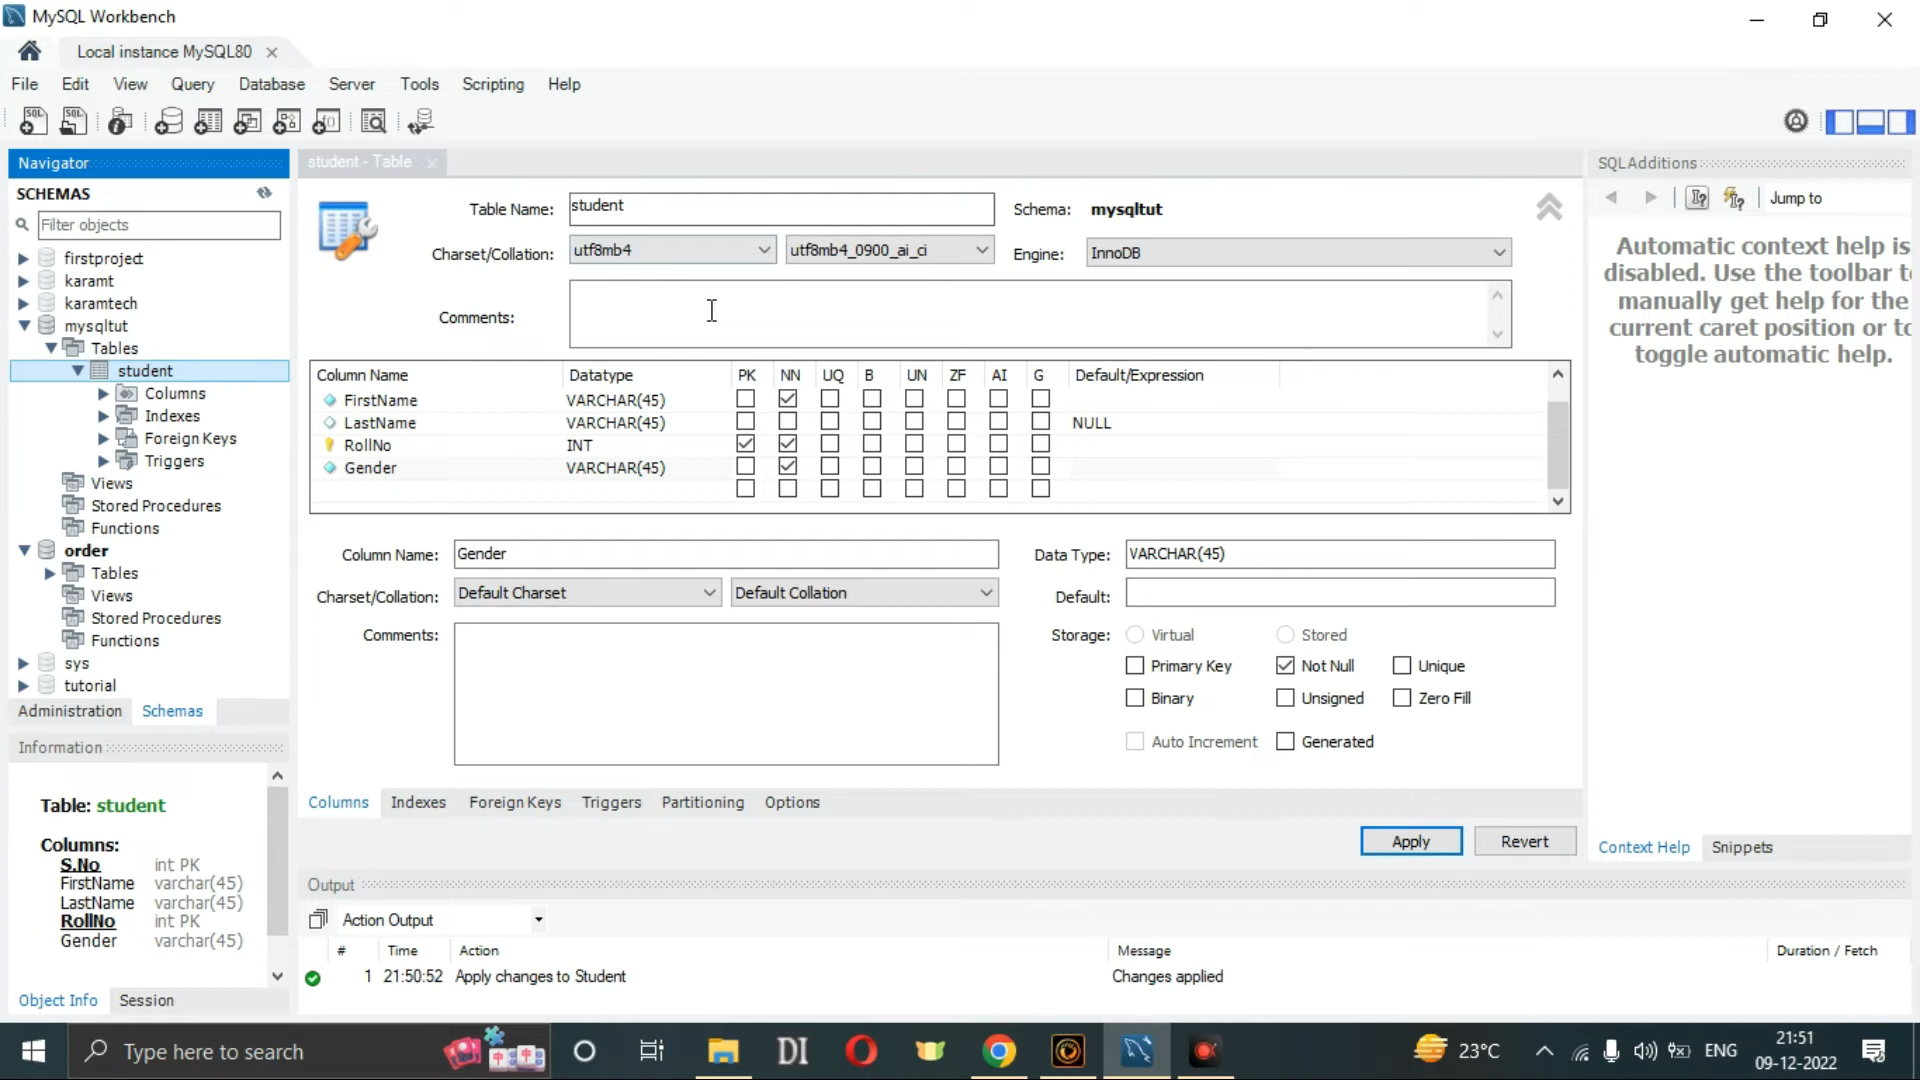 MySQL Workbench
Local instance MySQL80
File Edit View Query Database Server Tools Scripting Help
Navigator
SCHEMAS
Filter objects
firstproject
karamt
karamtech
mysqltut
Tables
student
Columns
Indexes
Foreign Keys
Triggers
Views
Stored Procedures
Functions
order
Tables
Views
Stored Procedures
Functions
sys
tutorial
Administration Schemas
Information
Table: student
Columns:
S.No int PK
FirstName varchar(45)
LastName varchar(45)
RollNo int PK
Gender varchar(45)
Object Info Session
student - Table
Table Name: student Schema: mysqltut
Charset/Collation: utf8mb4 utf8mb4_0900_ai_ci Engine: InnoDB
Comments:
Column Name Datatype PK NN UQ B UN ZF AI G Default/Expression
FirstName VARCHAR(45)
LastName VARCHAR(45) NULL
RollNo INT
Gender VARCHAR(45)
Column Name: Gender Data Type: VARCHAR(45)
Charset/Collation: Default Charset Default Collation Default:
Comments: Storage: Virtual Stored
Primary Key Not Null Unique
Binary Unsigned Zero Fill
Auto Increment Generated
Columns Indexes Foreign Keys Triggers Partitioning Options
Apply Revert
Output
Action Output
# Time Action Message Duration / Fetch
1 21:50:52 Apply changes to Student Changes applied
SQLAdditions
Jump to
Automatic context help is
disabled. Use the toolbar t
manually get help for the
current caret position or to
toggle automatic help.
Context Help Snippets
Type here to search
DI
23°C
ENG
21:51
09-12-2022